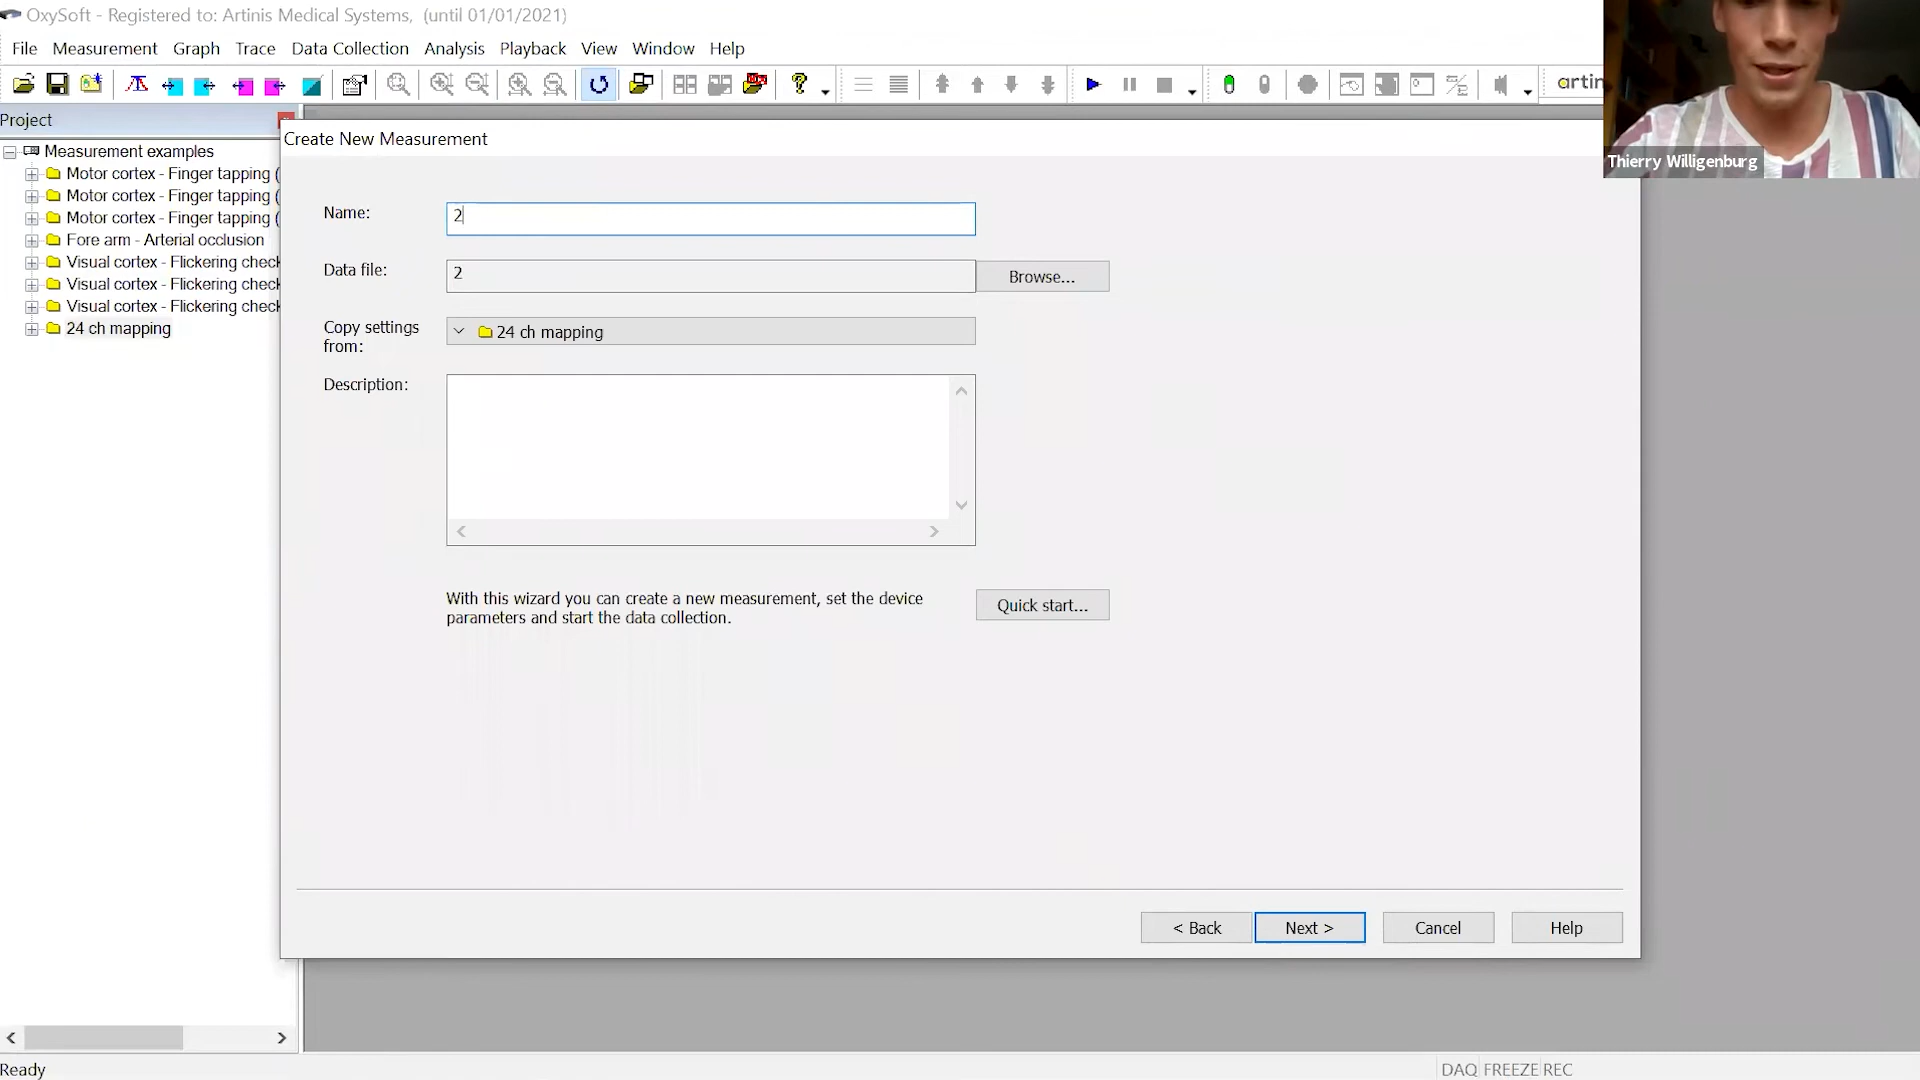 OxySoft - Registered to: Artinis Medical Systems, (until 01/01/2021)
File Measurement Graph Trace Data Collection Analysis Playback View Window Help
artin
Thierry Willigenburg
Project
Measurement examples
Motor cortex - Finger tapping (
Motor cortex - Finger tapping (
Motor cortex - Finger tapping (
Fore arm - Arterial occlusion
Visual cortex - Flickering check
Visual cortex - Flickering check
Visual cortex - Flickering check
24 ch mapping
Create New Measurement
Name:
2
Data file:
2
Browse...
Copy settings
from:
24 ch mapping
Description:
With this wizard you can create a new measurement, set the device
parameters and start the data collection.
Quick start...
< Back
Next >
Cancel
Help
Ready
DAQ FREEZE REC